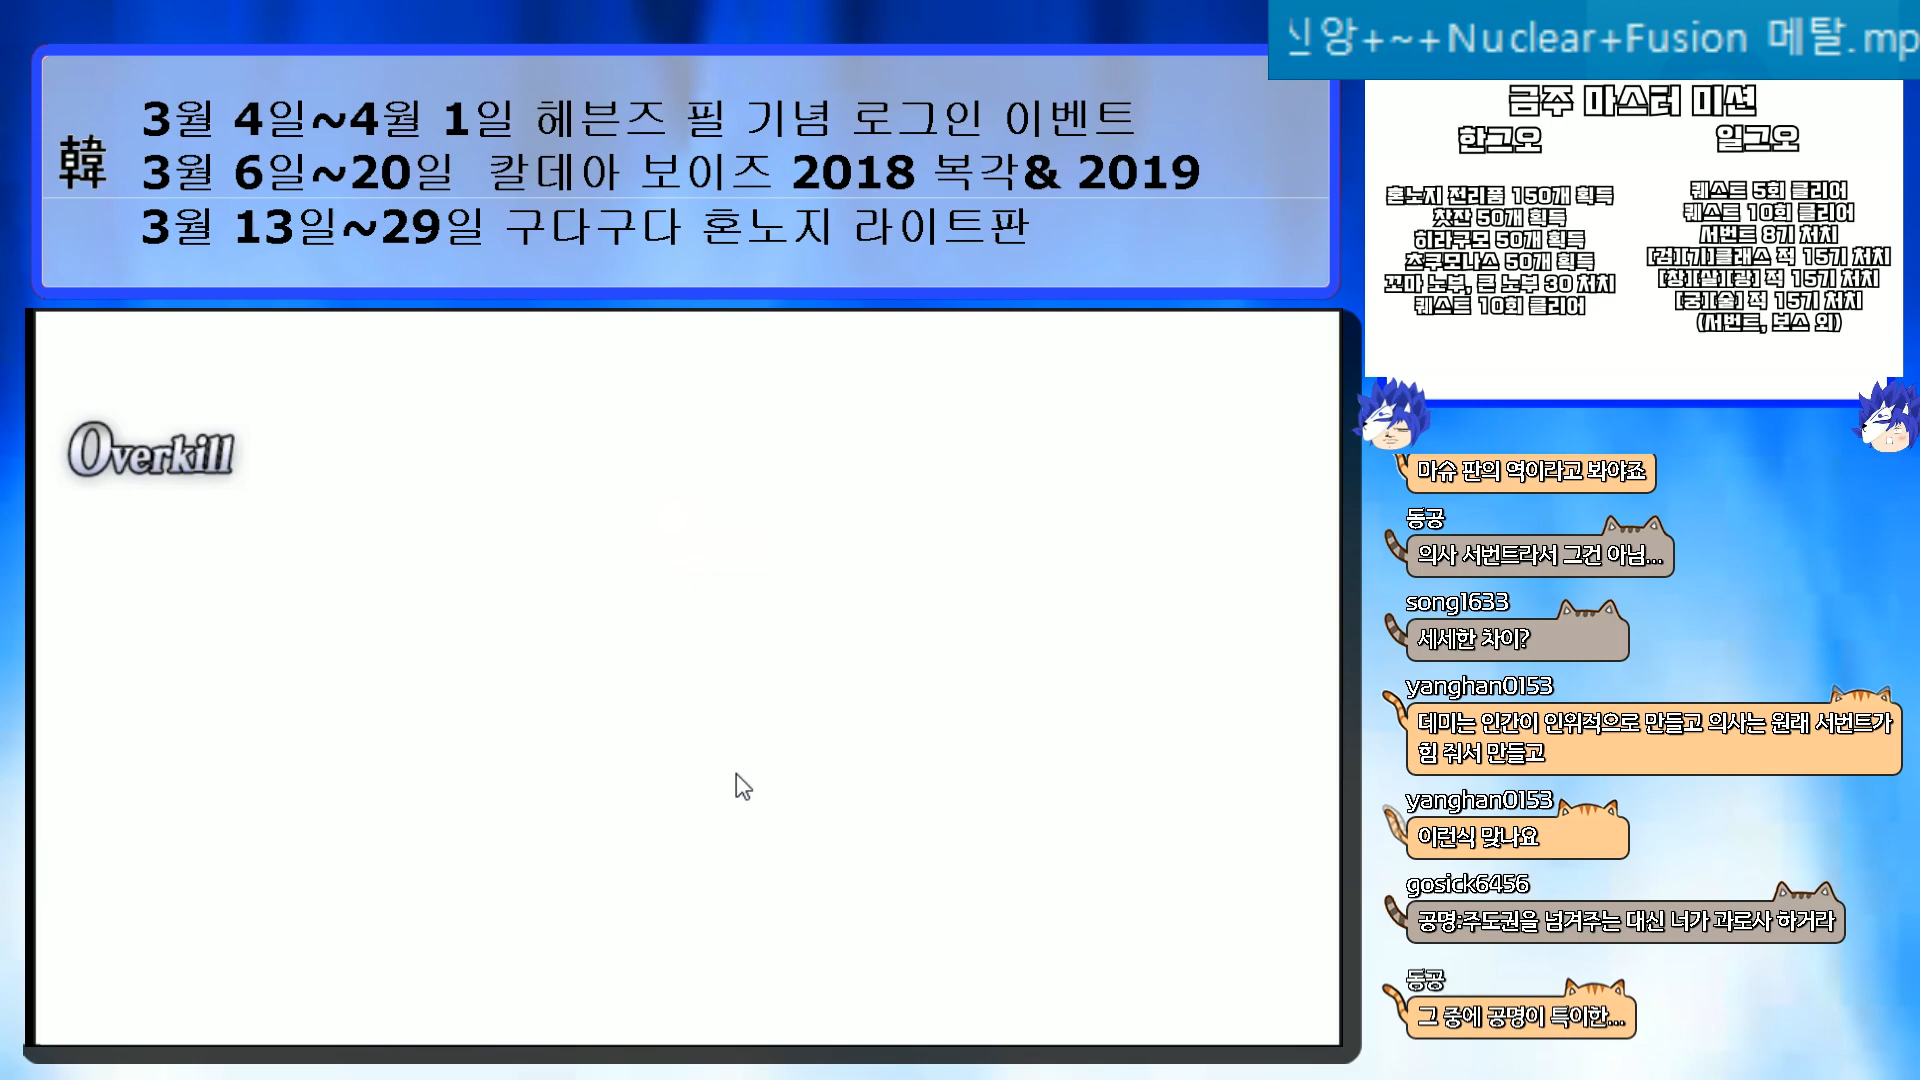 신앙+~+Nuclear+Fusion 메탈.mp
韓
3월 4일~4월 1일 헤븐즈 필 기념 로그인 이벤트
3월 6일~20일 칼데아 보이즈 2018 복각& 2019
3월 13일~29일 구다구다 혼노지 라이트판
금주 마스터 미션
한그오
혼노지 전리품 150개 획득
찻잔 50개 획득
히라구모 50개 획득
츠쿠모나스 50개 획득
꼬마 노부, 큰 노부 30 처치
퀘스트 10회 클리어
일그오
퀘스트 5회 클리어
퀘스트 10회 클리어
서번트 8기 처치
[검][기]클래스 적 15기 처치
[창][살][광] 적 15기 처치
[궁][술] 적 15기 처치
(서번트, 보스 외)
Overkill
마슈 판의 역이라고 봐야죠
동공
의사 서번트라서 그건 아님...
song1633
세세한 차이?
yanghan0153
데미는 인간이 인위적으로 만들고 의사는 원래 서번트가
힘 줘서 만들고
yanghan0153
이런식 맞나요
gosick6456
공명:주도권을 넘겨주는 대신 너가 과로사 하거라
동공
그 중에 공명이 특이한...